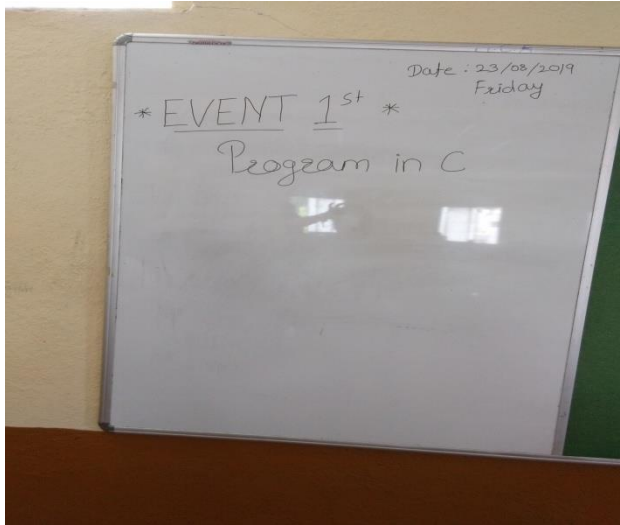 Date : 23/08/2019
Friday
* EVENT 1st *
Program in C